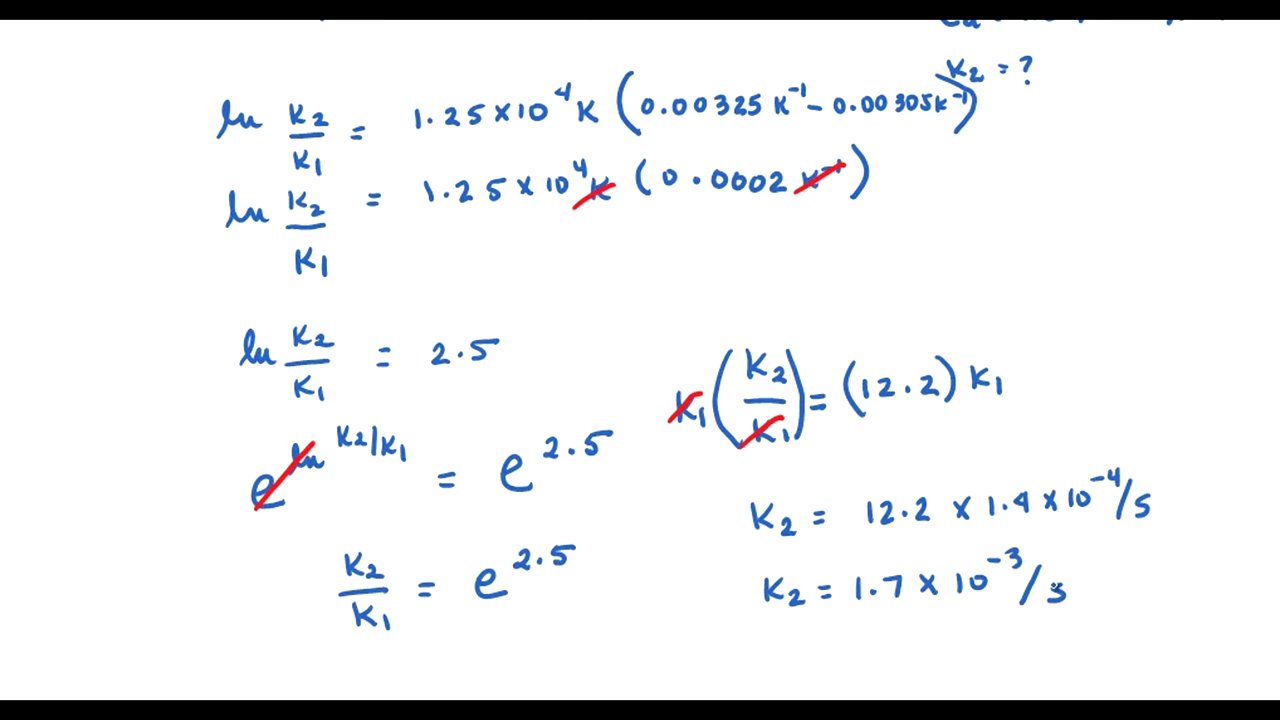 K₂ = ?
ln K₂/K₁ = 1.25 × 10⁴ K (0.00325 K⁻¹ - 0.00305 K⁻¹)
ln K₂/K₁ = 1.25 × 10⁴ K (0.0002 K⁻¹)
ln K₂/K₁ = 2.5
e^(ln K₂/K₁) = e^2.5
K₂/K₁ = e^2.5
K₁ (K₂/K₁) = (12.2) K₁
K₂ = 12.2 × 1.4 × 10⁻⁴/s
K₂ = 1.7 × 10⁻³/s